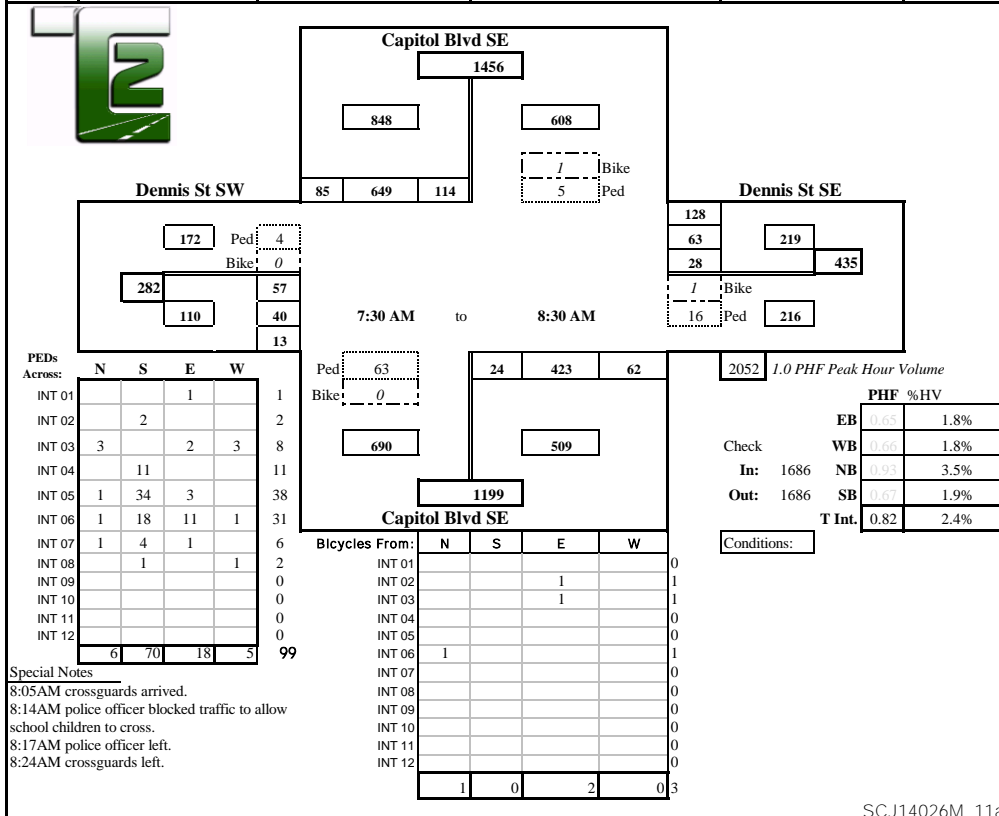 T2
Capitol Blvd SE
1456
848 608
1 Bike
Dennis St SW 85 649 114 5 Ped Dennis St SE
128
172 Ped 4 63 219
Bike 0 28 435
282 57 1 Bike
110 40 7:30 AM to 8:30 AM 16 Ped 216
13
PEDs
Across: N S E W
Ped 63 24 423 62 2052 1.0 PHF Peak Hour Volume
INT 01 1 1 Bike 0 PHF %HV
INT 02 2 2 EB 0.65 1.8%
INT 03 3 2 3 8 690 509 Check WB 0.66 1.8%
INT 04 11 11 In: 1686 NB 0.93 3.5%
INT 05 1 34 3 38 1199 Out: 1686 SB 0.67 1.9%
INT 06 1 18 11 1 31 Capitol Blvd SE T Int. 0.82 2.4%
INT 07 1 4 1 6 Bicycles From: N S E W Conditions:
INT 08 1 1 2 INT 01 0
INT 09 0 INT 02 1 1
INT 10 0 INT 03 1 1
INT 11 0 INT 04 0
INT 12 0 INT 05 0
6 70 18 5 99 INT 06 1 1
Special Notes INT 07 0
8:05AM crossguards arrived. INT 08 0
8:14AM police officer blocked traffic to allow INT 09 0
school children to cross. INT 10 0
8:17AM police officer left. INT 11 0
8:24AM crossguards left. INT 12 0
1 0 2 0 3
SCJ14026M_11a